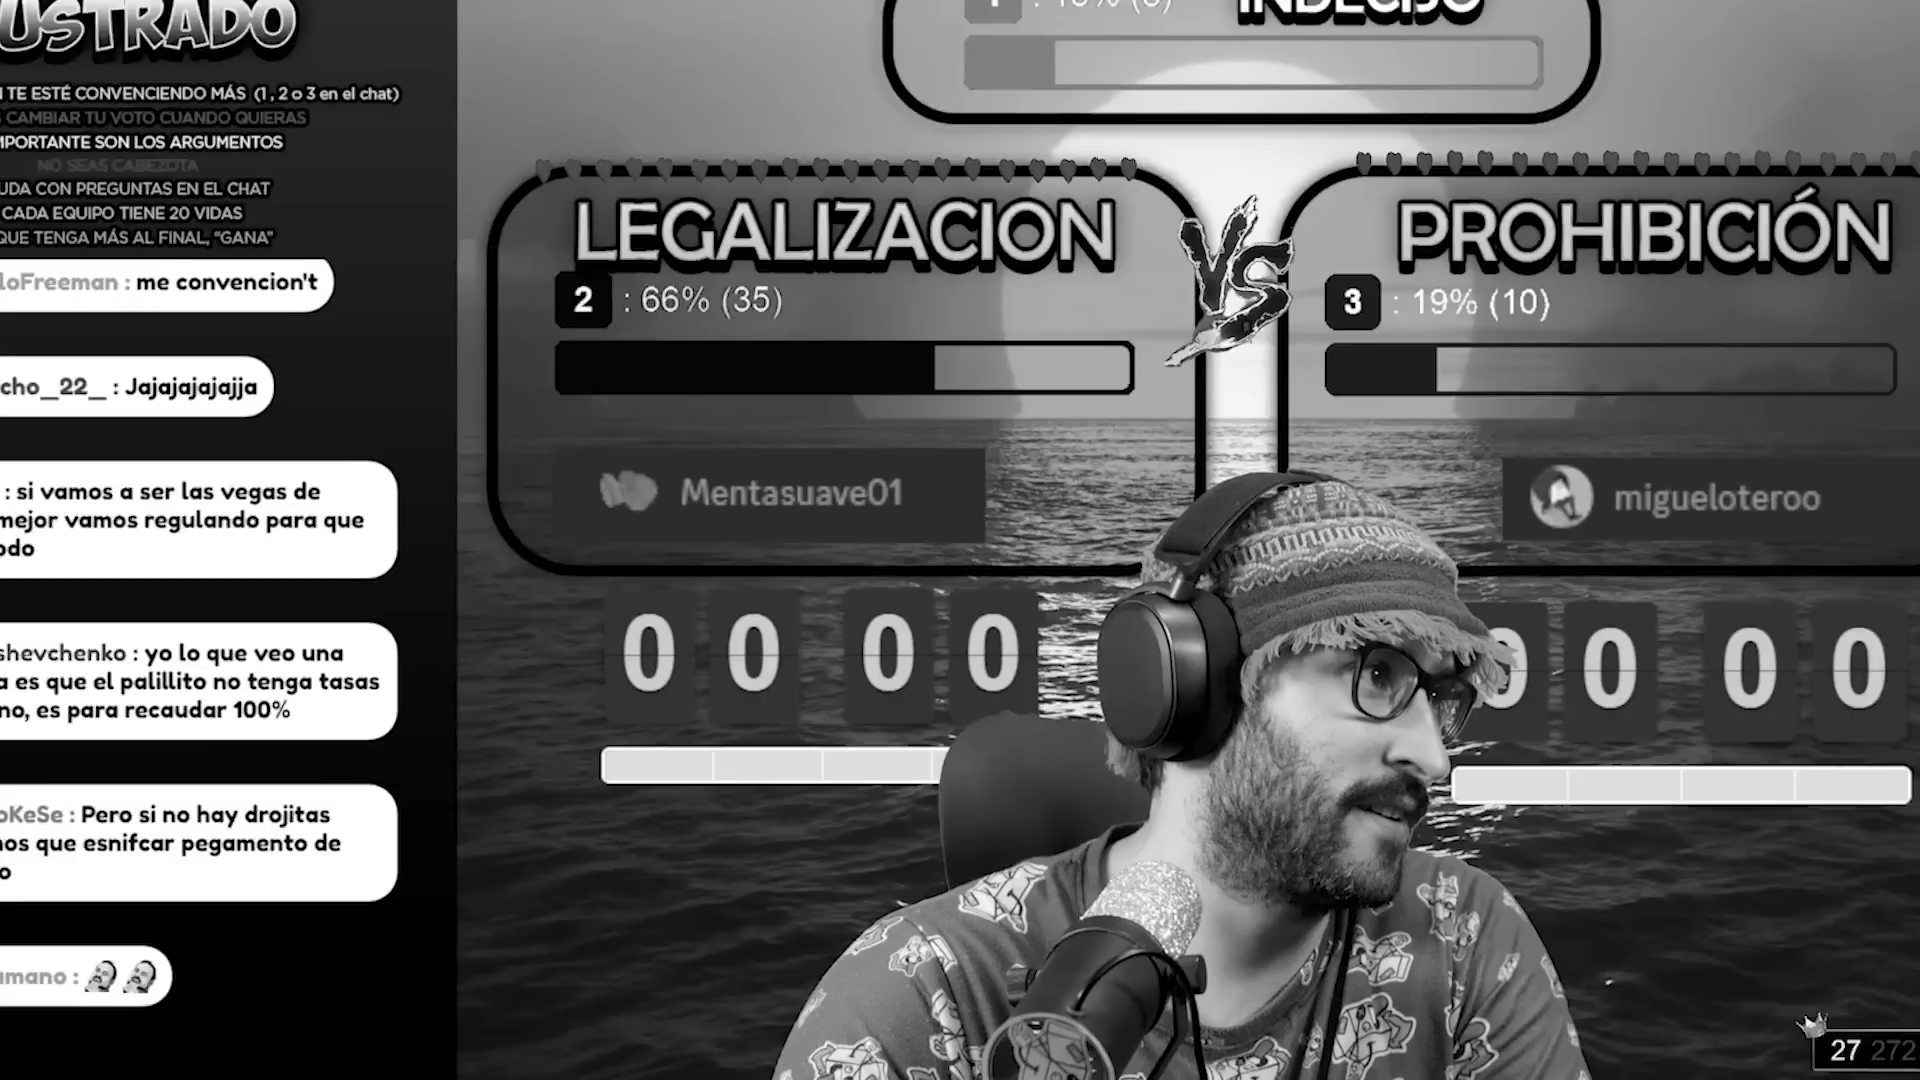 USTRADO
TE ESTÉ CONVENCIENDO MÁS (1, 2 o 3 en el chat)
CAMBIAR TU VOTO CUANDO QUIERAS
MPORTANTE SON LOS ARGUMENTOS
NO SEAS CABEZOTA
UDA CON PREGUNTAS EN EL CHAT
CADA EQUIPO TIENE 20 VIDAS
QUE TENGA MÁS AL FINAL, "GANA"
loFreeman : me convencion't
cho_22_ : Jajajajajajja
: si vamos a ser las vegas de
mejor vamos regulando para que
odo
shevchenko : yo lo que veo una
a es que el palillito no tenga tasas
no, es para recaudar 100%
oKeSe : Pero si no hay drojitas
nos que esnifcar pegamento de
o
mano :
INDECISO
LEGALIZACION
2 : 66% (35)
Mentasuave01
0 0 0 0
VS
PROHIBICIÓN
3 : 19% (10)
migueloteroo
0 0 0 0
27 272